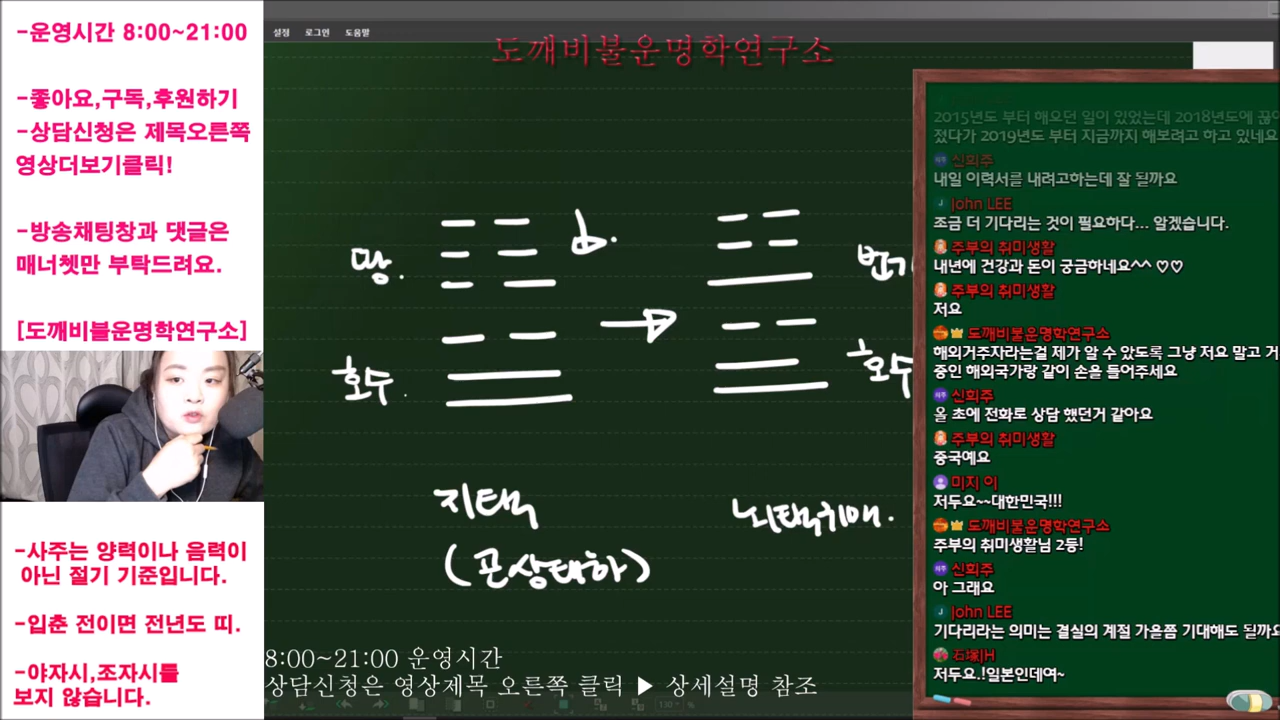 -운영시간 8:00~21:00
-좋아요,구독,후원하기
-상담신청은 제목오른쪽
영상더보기클릭!
-방송채팅창과 댓글은
매너쳇만 부탁드려요.
[도깨비불운명학연구소]
-사주는 양력이나 음력이
아닌 절기 기준입니다.
-입춘 전이면 전년도 띠.
-야자시,조자시를
보지 않습니다.
설정 로그인 도움말
도깨비불운명학연구소
땅.
호수
번개
호수
지택
(곤상태하)
뇌택귀매.
8:00~21:00 운영시간
상담신청은 영상제목 오른쪽 클릭 ▶ 상세설명 참조
130 %
2015년도 부터 해오던 일이 있었는데 2018년도에 끊어
졌다가 2019년도 부터 지금까지 해보려고 하고 있네요
신희주
내일 이력서를 내려고하는데 잘 될까요
John LEE
조금 더 기다리는 것이 필요하다... 알겠습니다.
주부의 취미생활
내년에 건강과 돈이 궁금하네요^^ ♡♡
주부의 취미생활
저요
도깨비불운명학연구소
해외거주자라는걸 제가 알 수 있도록 그냥 저요 말고 거
중인 해외국가랑 같이 손을 들어주세요
신희주
올 초에 전화로 상담 했던거 같아요
주부의 취미생활
중국예요
미지 이
저두요~~대한민국!!!
도깨비불운명학연구소
주부의 취미생활님 2등!
신희주
아 그래요
John LEE
기다리라는 의미는 결실의 계절 가을쯤 기대해도 될까요
石塚|H
저두요.!일본인데여~